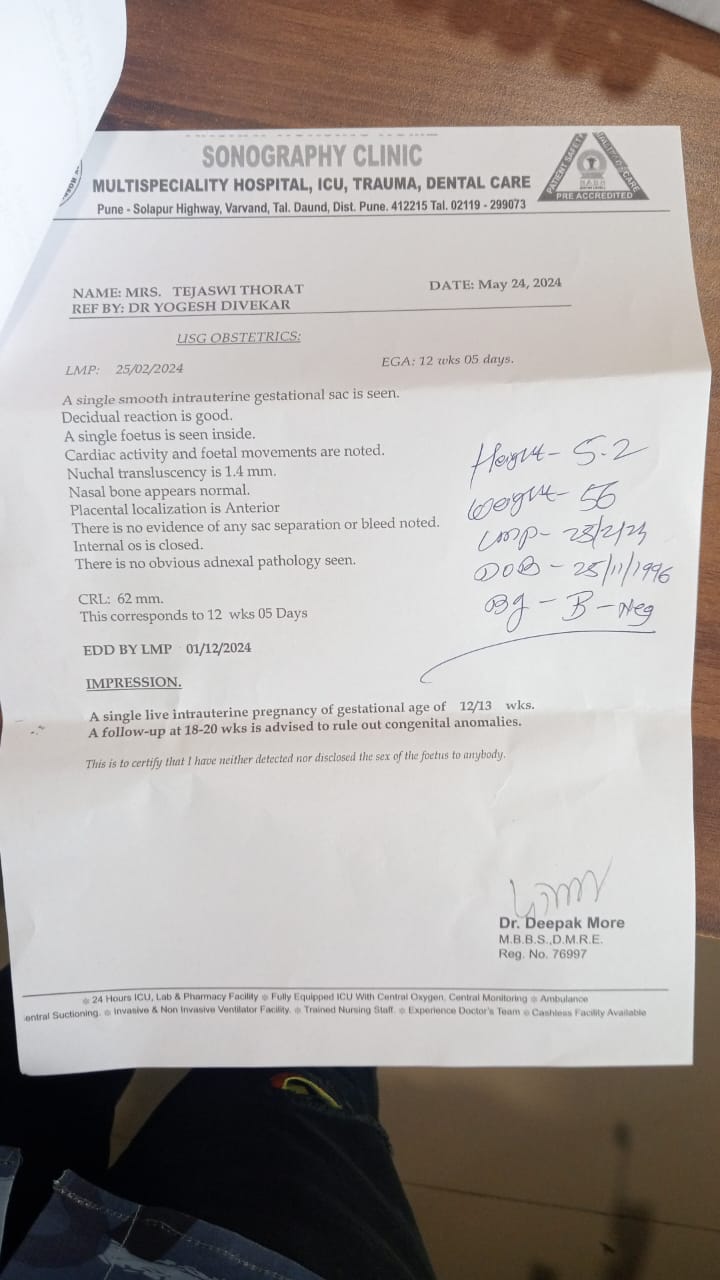 SONOGRAPHY CLINIC
MULTISPECIALITY HOSPITAL, ICU, TRAUMA, DENTAL CARE
Pune - Solapur Highway, Varvand, Tal. Daund, Dist. Pune. 412215 Tal. 02119 - 299073
PATIENT SAFETY
CARE
PRE ACCREDITED
NAME: MRS. TEJASWI THORAT
DATE: May 24, 2024
REF BY: DR YOGESH DIVEKAR
USG OBSTETRICS:
LMP: 25/02/2024
EGA: 12 wks 05 days.
A single smooth intrauterine gestational sac is seen.
Decidual reaction is good.
A single foetus is seen inside.
Cardiac activity and foetal movements are noted.
Nuchal transluscency is 1.4 mm.
Nasal bone appears normal.
Placental localization is Anterior
There is no evidence of any sac separation or bleed noted.
Internal os is closed.
There is no obvious adnexal pathology seen.
Height - 5.2
Weight - 56
LMP -
DOB - 25/11/1996
Bg - B - Neg
CRL: 62 mm.
This corresponds to 12 wks 05 Days
EDD BY LMP 01/12/2024
IMPRESSION.
A single live intrauterine pregnancy of gestational age of 12/13 wks.
A follow-up at 18-20 wks is advised to rule out congenital anomalies.
This is to certify that I have neither detected nor disclosed the sex of the foetus to anybody.
Dr. Deepak More
M.B.B.S.,D.M.R.E.
Reg. No. 76997
24 Hours ICU, Lab & Pharmacy Facility Fully Equipped ICU With Central Oxygen, Central Monitoring Ambulance
entral Suctioning. Invasive & Non Invasive Ventilator Facility. Trained Nursing Staff. Experience Doctor's Team Cashless Facility Available